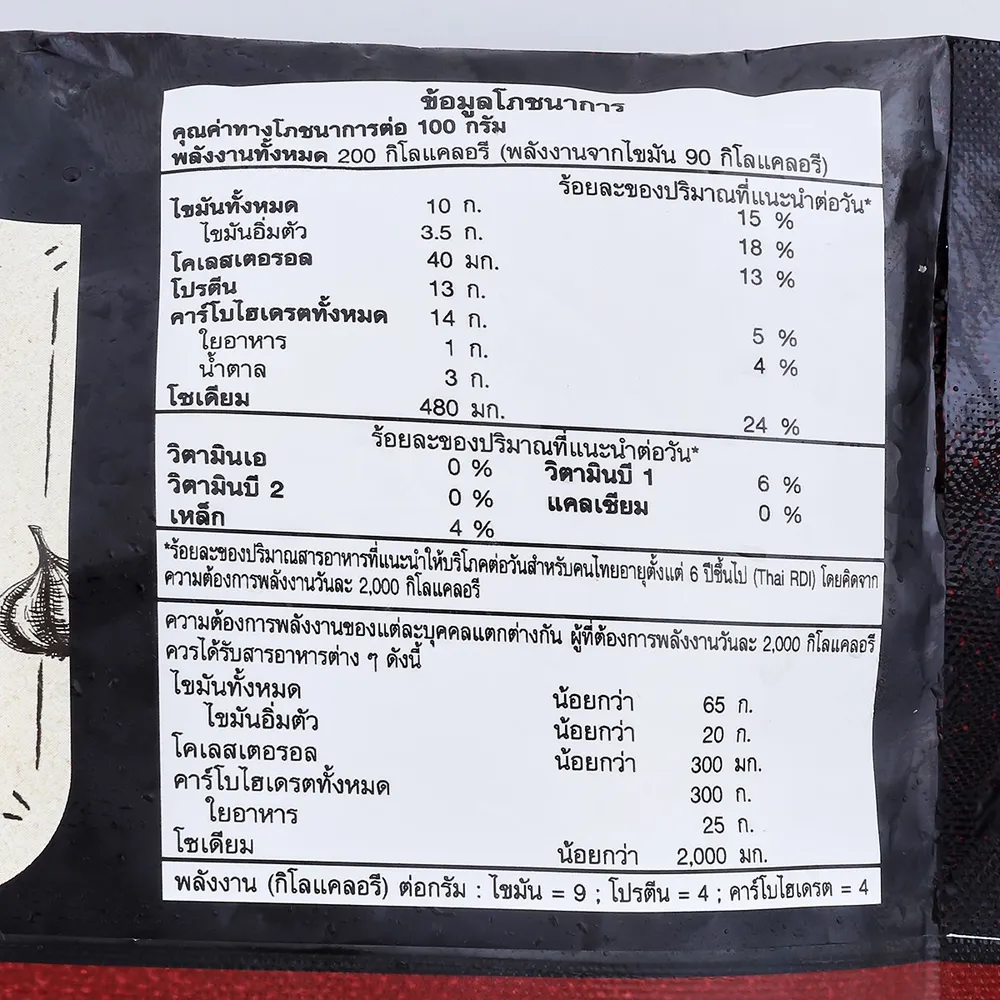 ข้อมูลโภชนาการ
คุณค่าทางโภชนาการต่อ 100 กรัม
พลังงานทั้งหมด 200 กิโลแคลอรี (พลังงานจากไขมัน 90 กิโลแคลอรี)
ร้อยละของปริมาณที่แนะนำต่อวัน*
ไขมันทั้งหมด 10 ก. 15 %
ไขมันอิ่มตัว 3.5 ก. 18 %
โคเลสเตอรอล 40 มก. 13 %
โปรตีน 13 ก.
คาร์โบไฮเดรตทั้งหมด 14 ก. 5 %
ใยอาหาร 1 ก. 4 %
น้ำตาล 3 ก.
โซเดียม 480 มก. 24 %
ร้อยละของปริมาณที่แนะนำต่อวัน*
วิตามินเอ 0 % วิตามินบี 1 6 %
วิตามินบี 2 0 % แคลเซียม 0 %
เหล็ก 4 %
*ร้อยละของปริมาณสารอาหารที่แนะนำให้บริโภคต่อวันสำหรับคนไทยอายุตั้งแต่ 6 ปีขึ้นไป (Thai RDI) โดยคิดจาก
ความต้องการพลังงานวันละ 2,000 กิโลแคลอรี
ความต้องการพลังงานของแต่ละบุคคลแตกต่างกัน ผู้ที่ต้องการพลังงานวันละ 2,000 กิโลแคลอรี
ควรได้รับสารอาหารต่าง ๆ ดังนี้
ไขมันทั้งหมด น้อยกว่า 65 ก.
ไขมันอิ่มตัว น้อยกว่า 20 ก.
โคเลสเตอรอล น้อยกว่า 300 มก.
คาร์โบไฮเดรตทั้งหมด 300 ก.
ใยอาหาร 25 ก.
โซเดียม น้อยกว่า 2,000 มก.
พลังงาน (กิโลแคลอรี) ต่อกรัม : ไขมัน = 9 ; โปรตีน = 4 ; คาร์โบไฮเดรต = 4